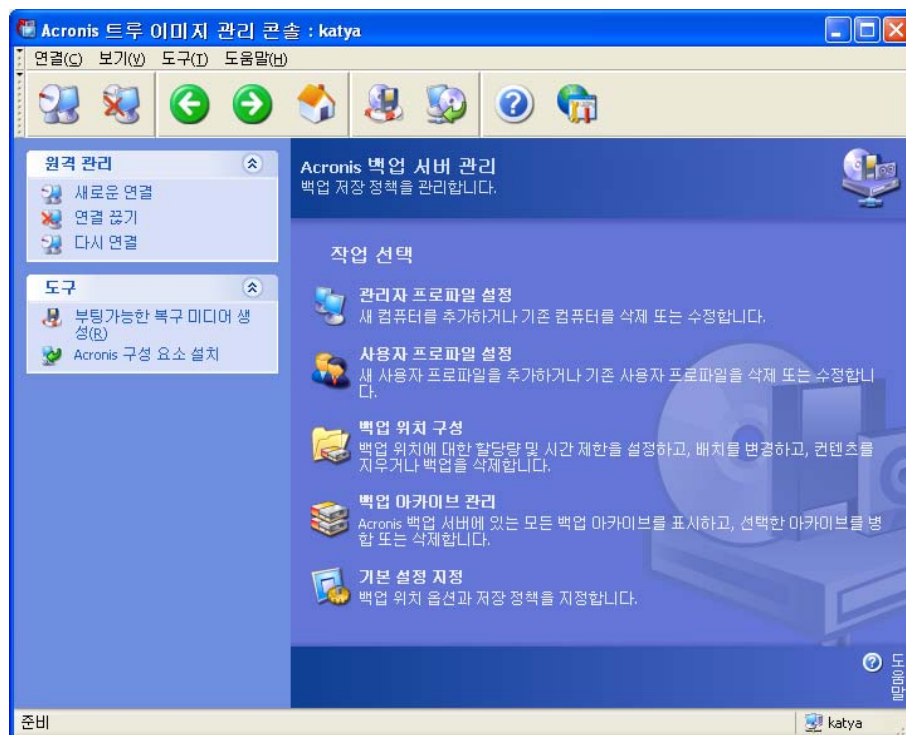 Acronis 트루 이미지 관리 콘솔 : katya
연결(C) 보기(V) 도구(T) 도움말(H)
원격 관리
새로운 연결
연결 끊기
다시 연결
도구
부팅가능한 복구 미디어 생
성(R)
Acronis 구성 요소 설치
Acronis 백업 서버 관리
백업 저장 정책을 관리합니다.
작업 선택
관리자 프로파일 설정
새 컴퓨터를 추가하거나 기존 컴퓨터를 삭제 또는 수정합니다.
사용자 프로파일 설정
새 사용자 프로파일을 추가하거나 기존 사용자 프로파일을 삭제 또는 수정합니
다.
백업 위치 구성
백업 위치에 대한 할당량 및 시간 제한을 설정하고, 배치를 변경하고, 컨텐츠를
지우거나 백업을 삭제합니다.
백업 아카이브 관리
Acronis 백업 서버에 있는 모든 백업 아카이브를 표시하고, 선택한 아카이브를 병
합 또는 삭제합니다.
기본 설정 지정
백업 위치 옵션과 저장 정책을 지정합니다.
도움말
준비
katya